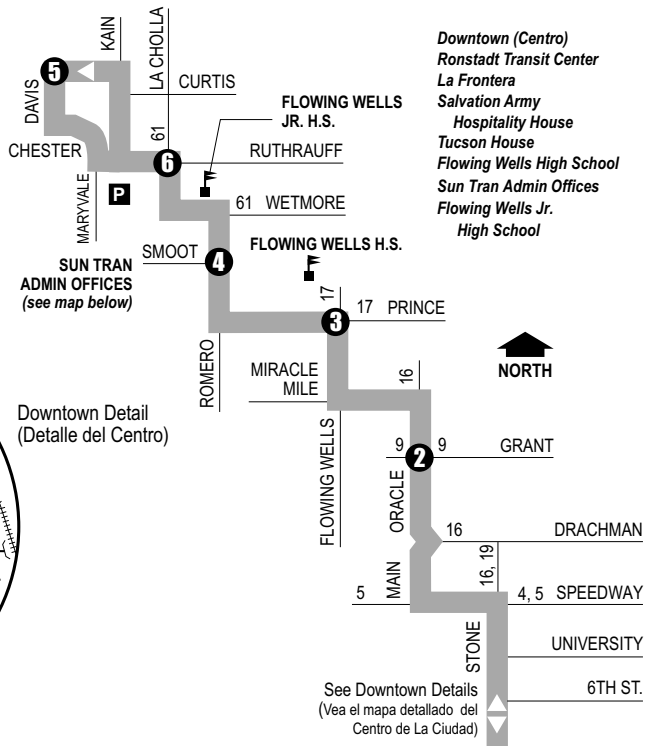 KAIN
LA CHOLLA
Downtown (Centro)
Ronstadt Transit Center
La Frontera
Salvation Army
Hospitality House
Tucson House
Flowing Wells High School
Sun Tran Admin Offices
Flowing Wells Jr.
High School
5
DAVIS
CURTIS
FLOWING WELLS
JR. H.S.
61
CHESTER
6
RUTHRAUFF
MARYVALE
P
61 WETMORE
SMOOT
4
FLOWING WELLS H.S.
SUN TRAN
ADMIN OFFICES
(see map below)
17
3
17 PRINCE
ROMERO
MIRACLE
MILE
16
NORTH
Downtown Detail
(Detalle del Centro)
FLOWING WELLS
9
2
9
GRANT
ORACLE
16
DRACHMAN
16, 19
5
MAIN
4, 5 SPEEDWAY
STONE
UNIVERSITY
6TH ST.
See Downtown Details
(Vea el mapa detallado del
Centro de La Ciudad)